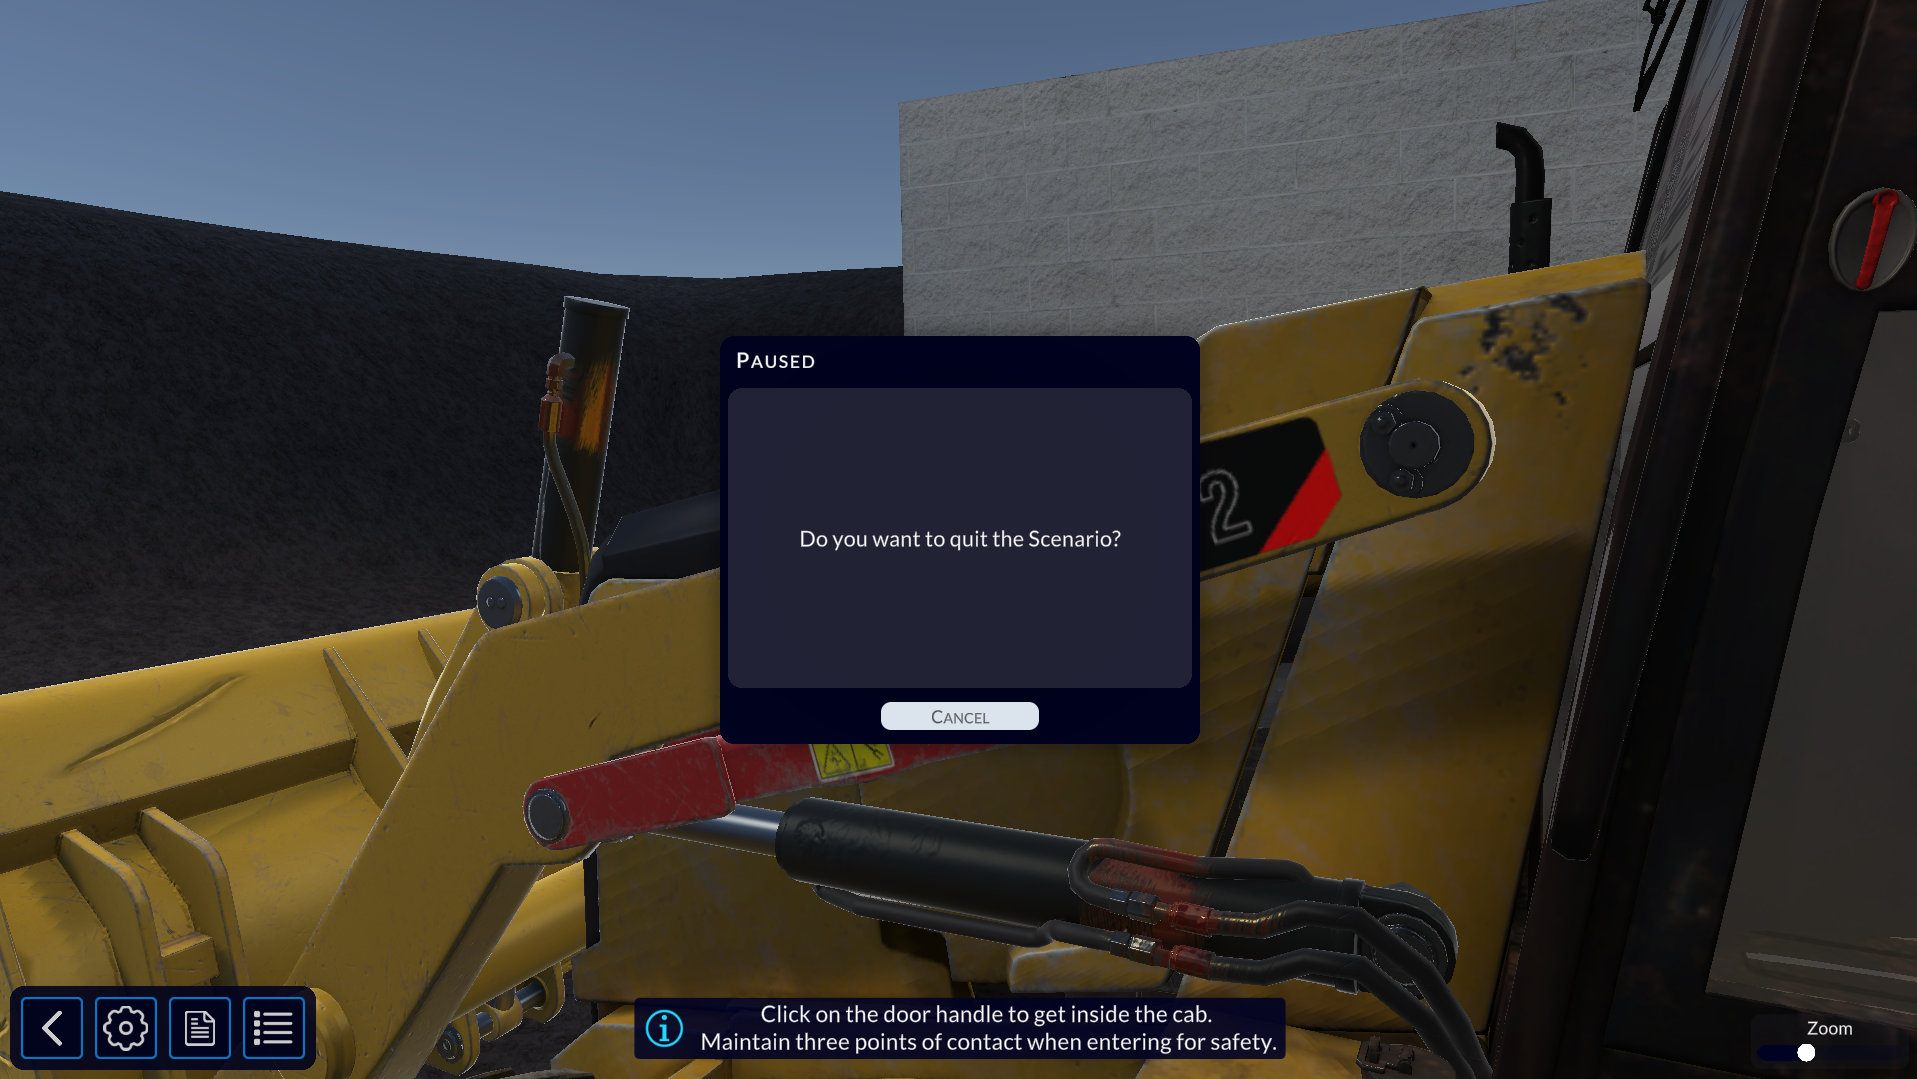 PAUSED
2
Do you want to quit the Scenario?
CANCEL
Click on the door handle to get inside the cab.
Maintain three points of contact when entering for safety.
Zoom